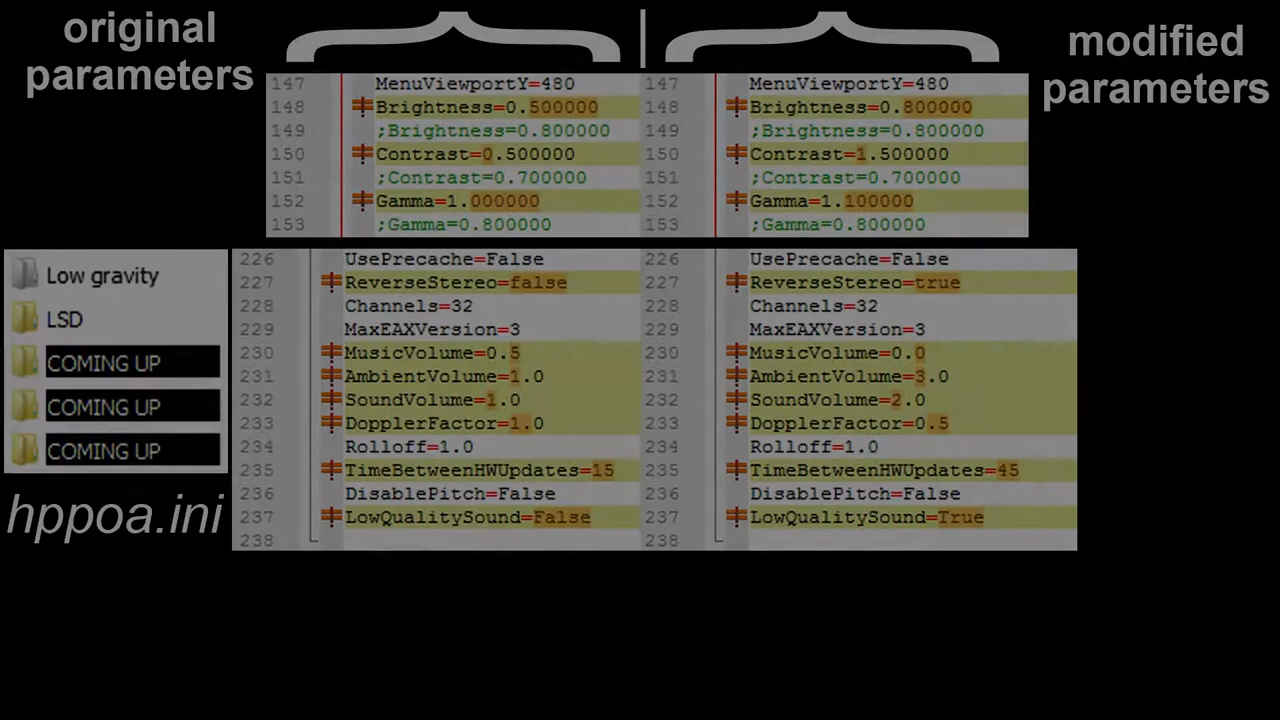 original
parameters
modified
parameters
147 MenuViewportY=480
148 Brightness=0.500000
149 ;Brightness=0.800000
150 Contrast=0.500000
151 ;Contrast=0.700000
152 Gamma=1.000000
153 ;Gamma=0.800000
147 MenuViewportY=480
148 Brightness=0.800000
149 ;Brightness=0.800000
150 Contrast=1.500000
151 ;Contrast=0.700000
152 Gamma=1.100000
153 ;Gamma=0.800000
Low gravity
LSD
COMING UP
COMING UP
COMING UP
hppoa.ini
226 UsePrecache=False
227 ReverseStereo=false
228 Channels=32
229 MaxEAXVersion=3
230 MusicVolume=0.5
231 AmbientVolume=1.0
232 SoundVolume=1.0
233 DopplerFactor=1.0
234 Rolloff=1.0
235 TimeBetweenHWUpdates=15
236 DisablePitch=False
237 LowQualitySound=False
238
226 UsePrecache=False
227 ReverseStereo=true
228 Channels=32
229 MaxEAXVersion=3
230 MusicVolume=0.0
231 AmbientVolume=3.0
232 SoundVolume=2.0
233 DopplerFactor=0.5
234 Rolloff=1.0
235 TimeBetweenHWUpdates=45
236 DisablePitch=False
237 LowQualitySound=True
238